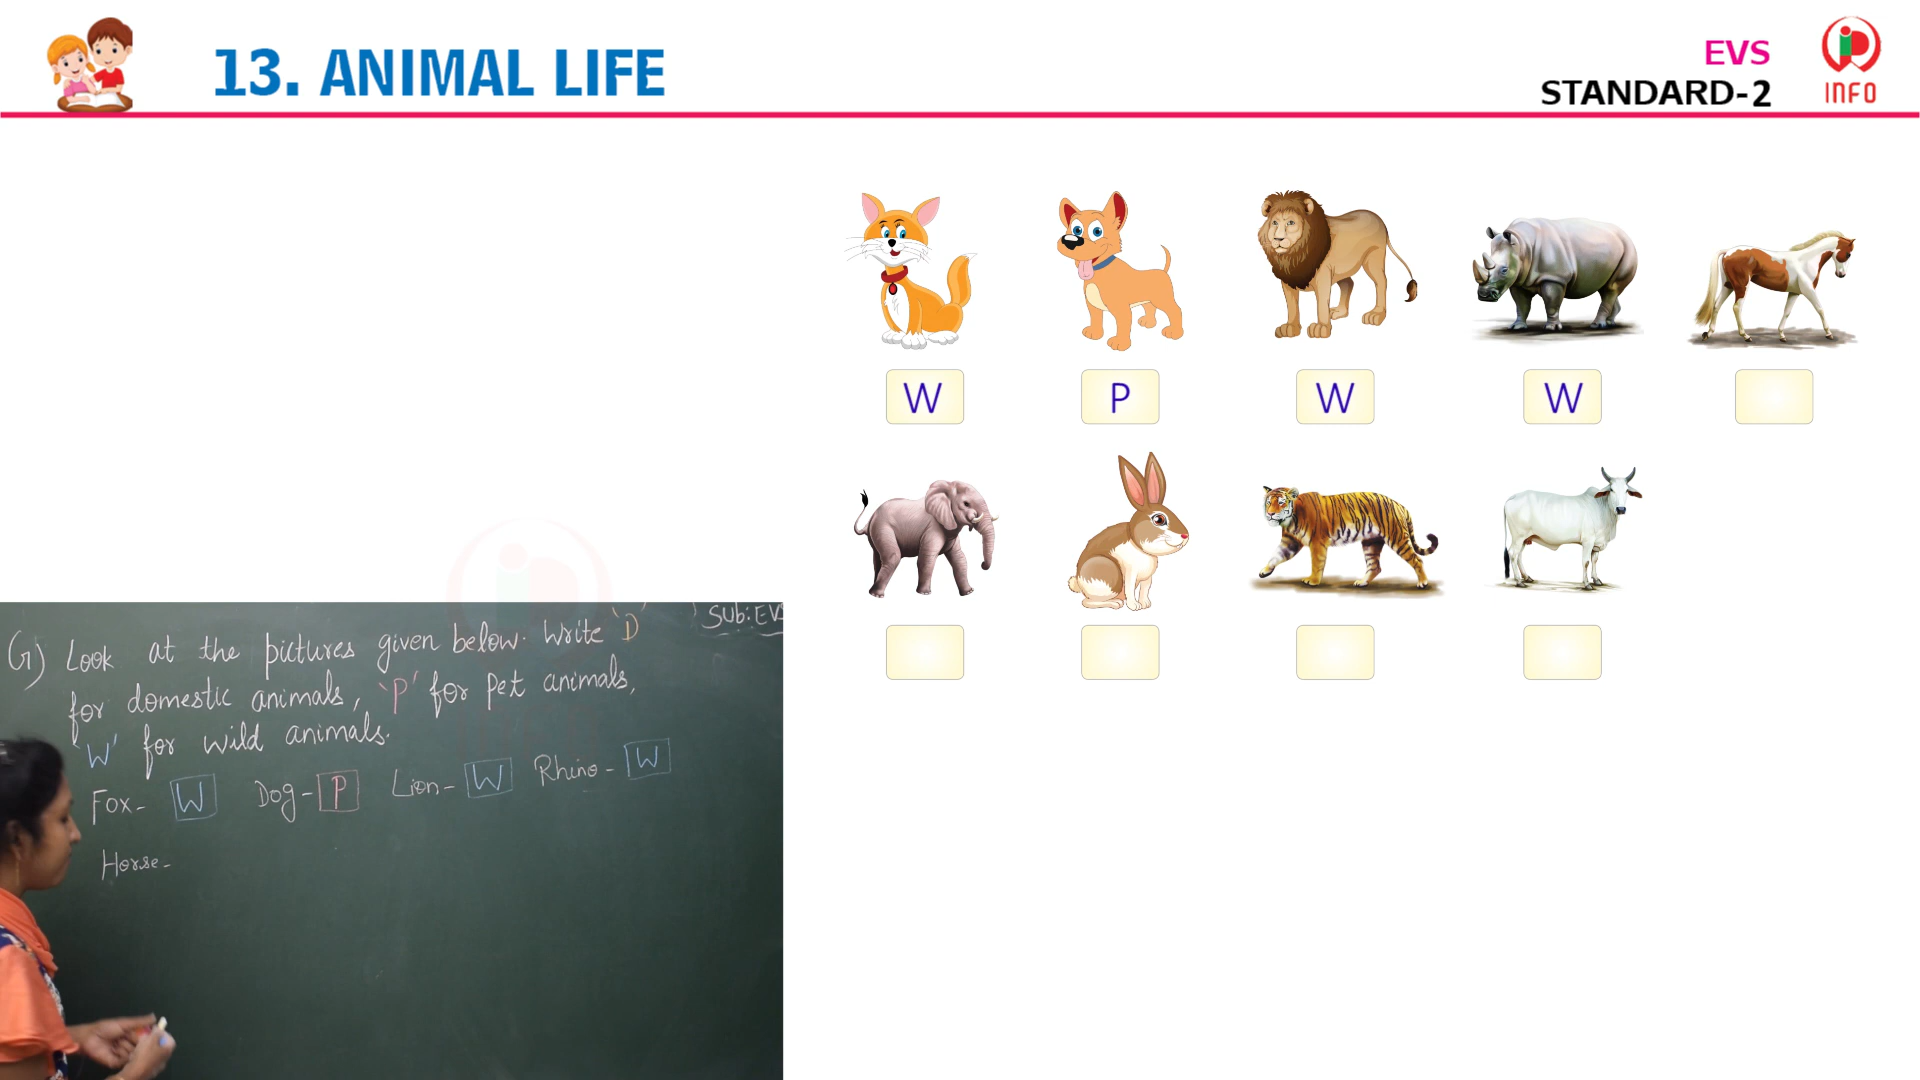 13. ANIMAL LIFE
EVS
STANDARD-2
INFO
W P W W
Sub: EVS
G) Look at the pictures given below. Write 'D'
for domestic animals, 'P' for pet animals,
'W' for wild animals.
Fox - W Dog - P Lion - W Rhino - W
Horse -